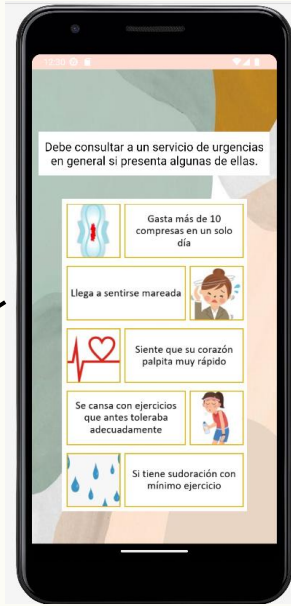 12:30
Debe consultar a un servicio de urgencias
en general si presenta algunas de ellas.
Gasta más de 10
compresas en un solo
día
Llega a sentirse mareada
Siente que su corazón
palpita muy rápido
Se cansa con ejercicios
que antes toleraba
adecuadamente
Si tiene sudoración con
mínimo ejercicio